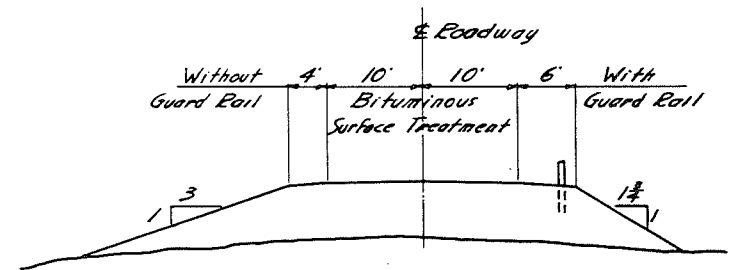 ℄ Roadway
Without 4' 10' 10' 6' With
Guard Rail Bituminous Guard Rail
Surface Treatment
3 1¾
1 1